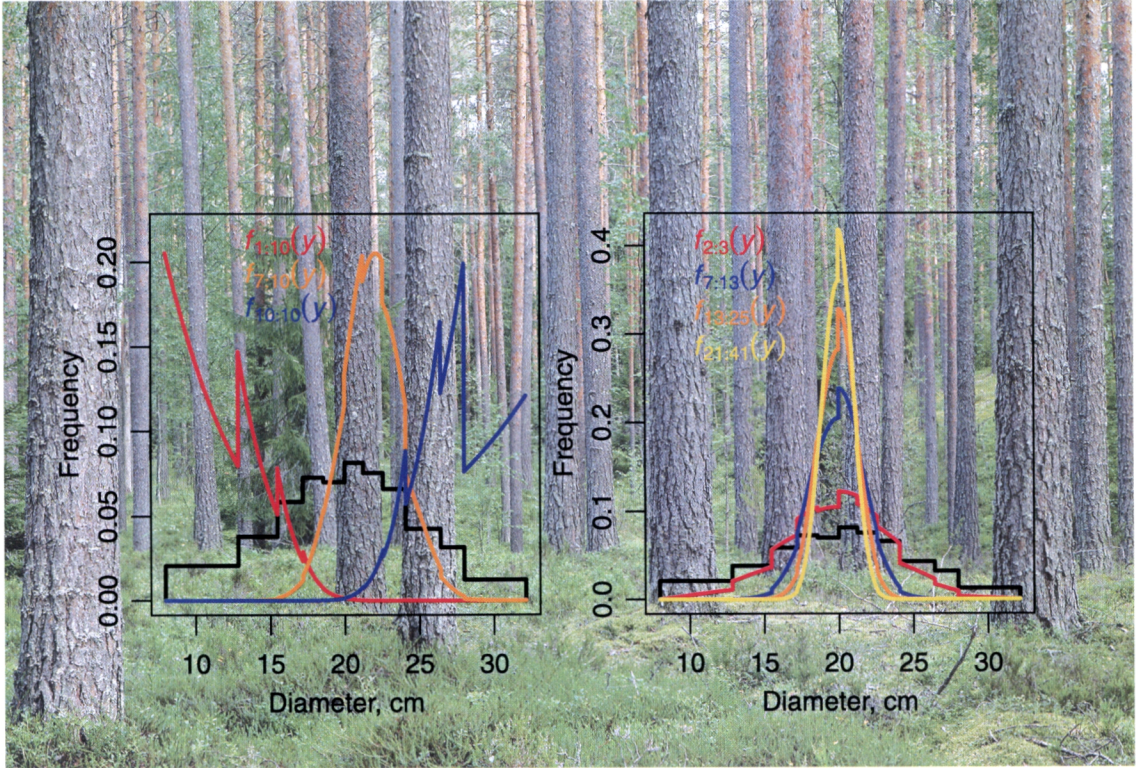 f1:10(y)
f7:10(y)
f10:10(y)
Frequency
0.00 0.05 0.10 0.15 0.20
10 15 20 25 30
Diameter, cm
f2:3(y)
f7:13(y)
f13:25(y)
f21:41(y)
Frequency
0.0 0.1 0.2 0.3 0.4
10 15 20 25 30
Diameter, cm